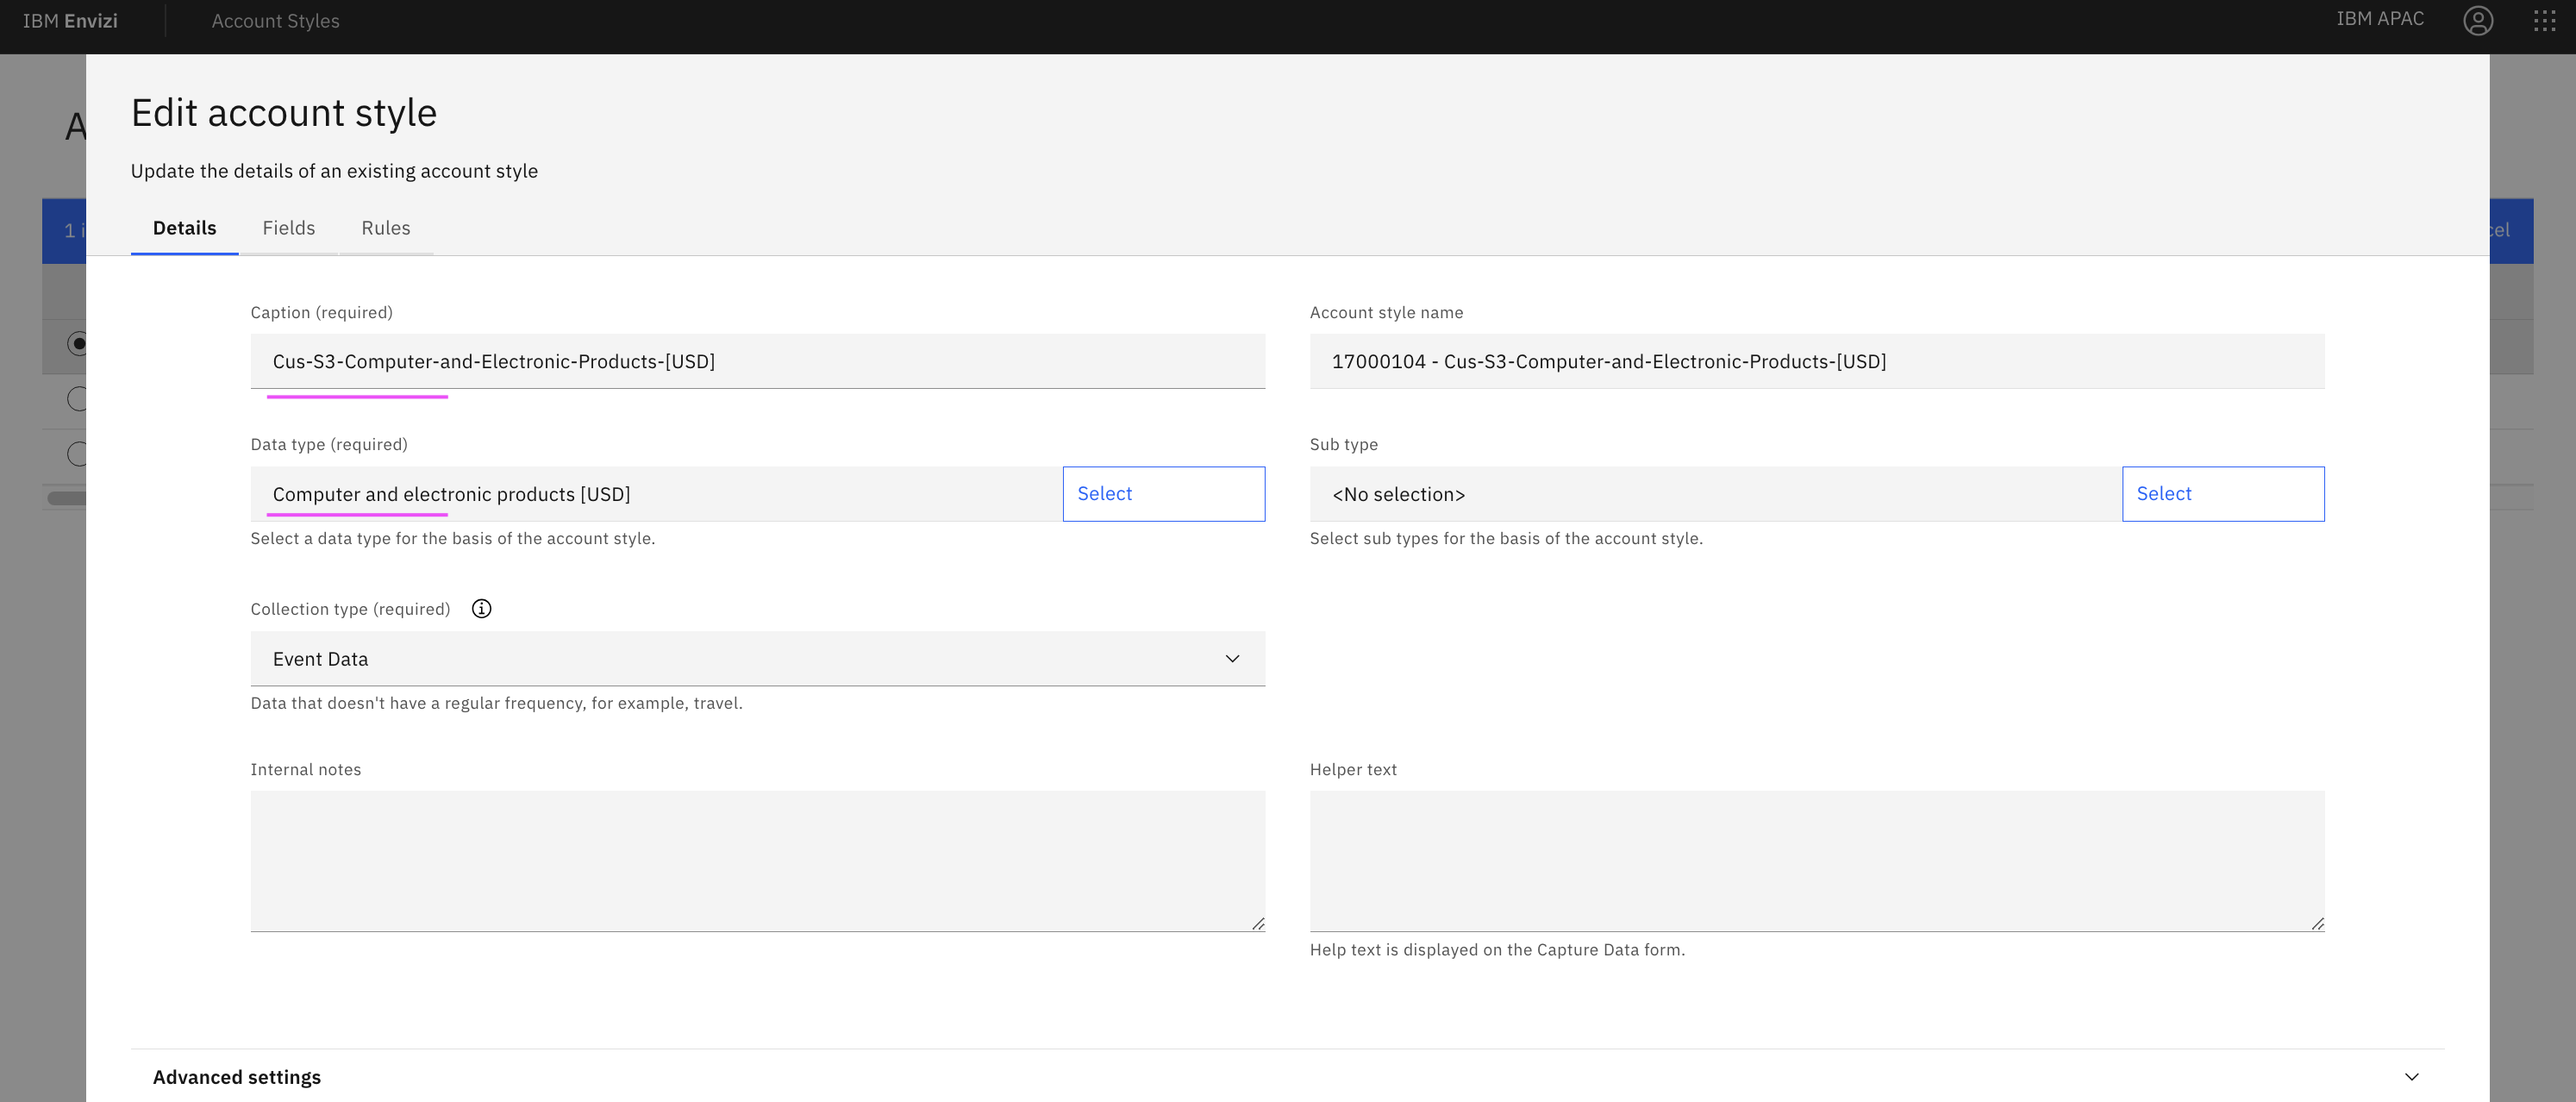 IBM Envizi
Account Styles
IBM APAC
A
Edit account style
Update the details of an existing account style
1 i
cel
Details
Fields
Rules
Caption (required)
Account style name
Cus-S3-Computer-and-Electronic-Products-[USD]
17000104 - Cus-S3-Computer-and-Electronic-Products-[USD]
Data type (required)
Sub type
Computer and electronic products [USD]
Select
<No selection>
Select
Select a data type for the basis of the account style.
Select sub types for the basis of the account style.
Collection type (required)
Event Data
Data that doesn't have a regular frequency, for example, travel.
Internal notes
Helper text
Help text is displayed on the Capture Data form.
Advanced settings